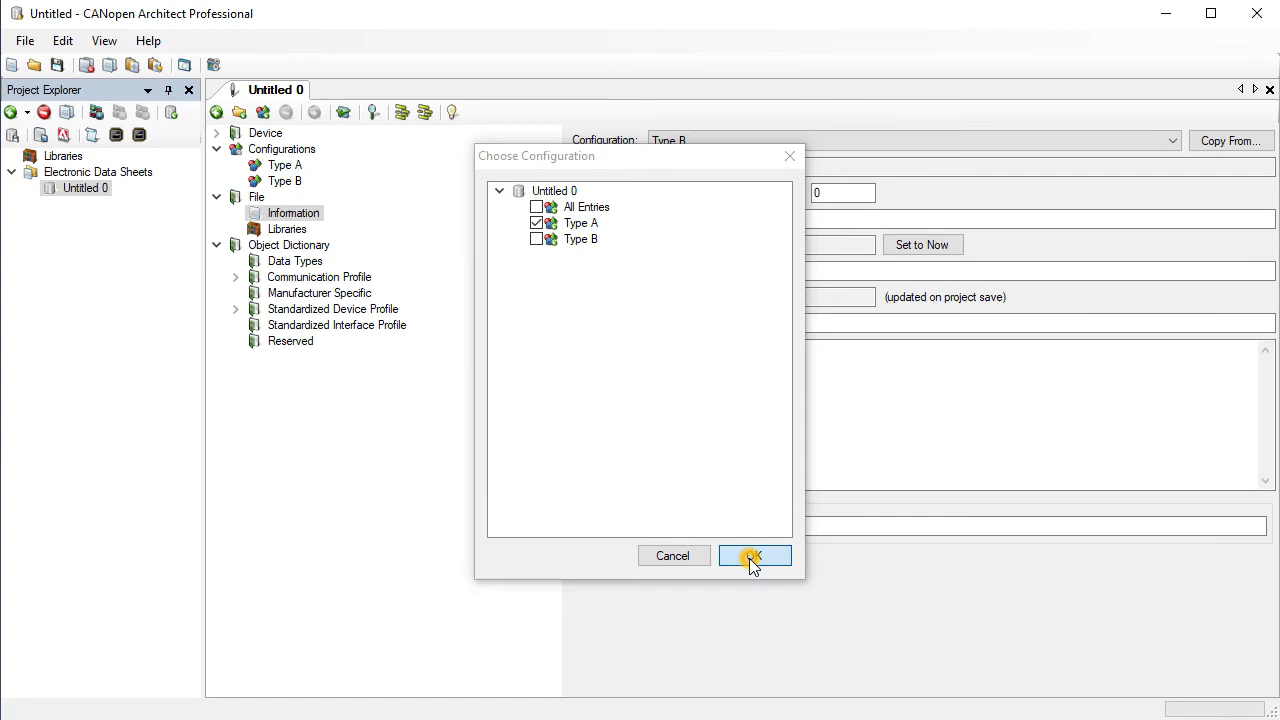 Untitled - CANopen Architect Professional
File Edit View Help
Project Explorer
Untitled 0
Libraries
Electronic Data Sheets
Untitled 0
Device
Configurations
Type A
Type B
File
Information
Libraries
Object Dictionary
Data Types
Communication Profile
Manufacturer Specific
Standardized Device Profile
Standardized Interface Profile
Reserved
Configuration: Type B Copy From...
0
Set to Now
(updated on project save)
Choose Configuration
Untitled 0
All Entries
Type A
Type B
Cancel OK